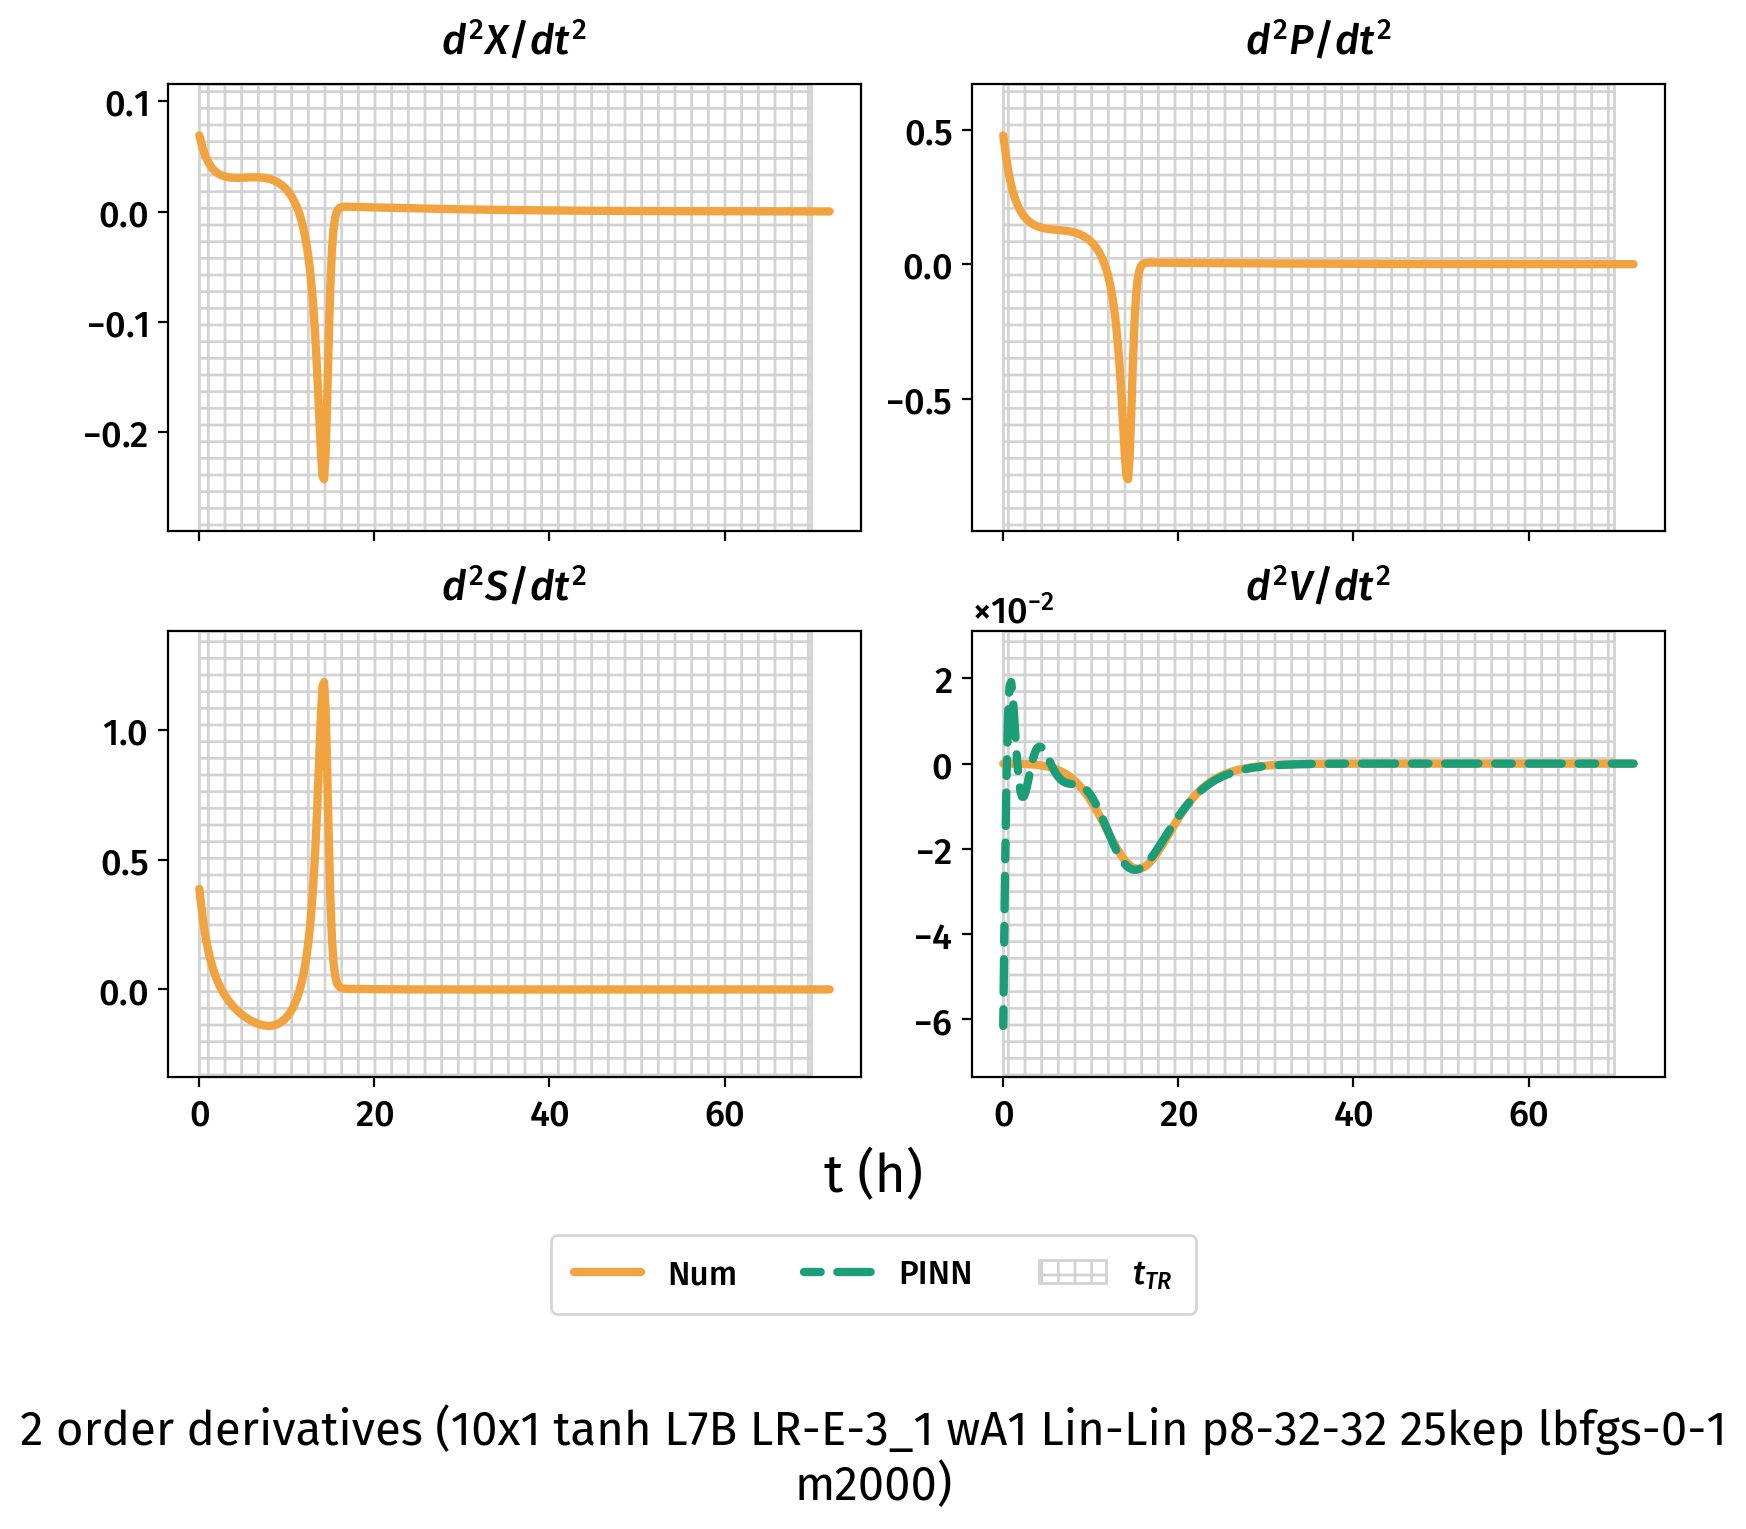 d²X/dt²
d²P/dt²
0.1
0.0
−0.1
−0.2
0.5
0.0
−0.5
d²S/dt²
d²V/dt²
×10⁻²
1.0
0.5
0.0
2
0
−2
−4
−6
0 20 40 60
0 20 40 60
t (h)
Num PINN t_TR
2 order derivatives (10x1 tanh L7B LR-E-3_1 wA1 Lin-Lin p8-32-32 25kep lbfgs-0-1
m2000)